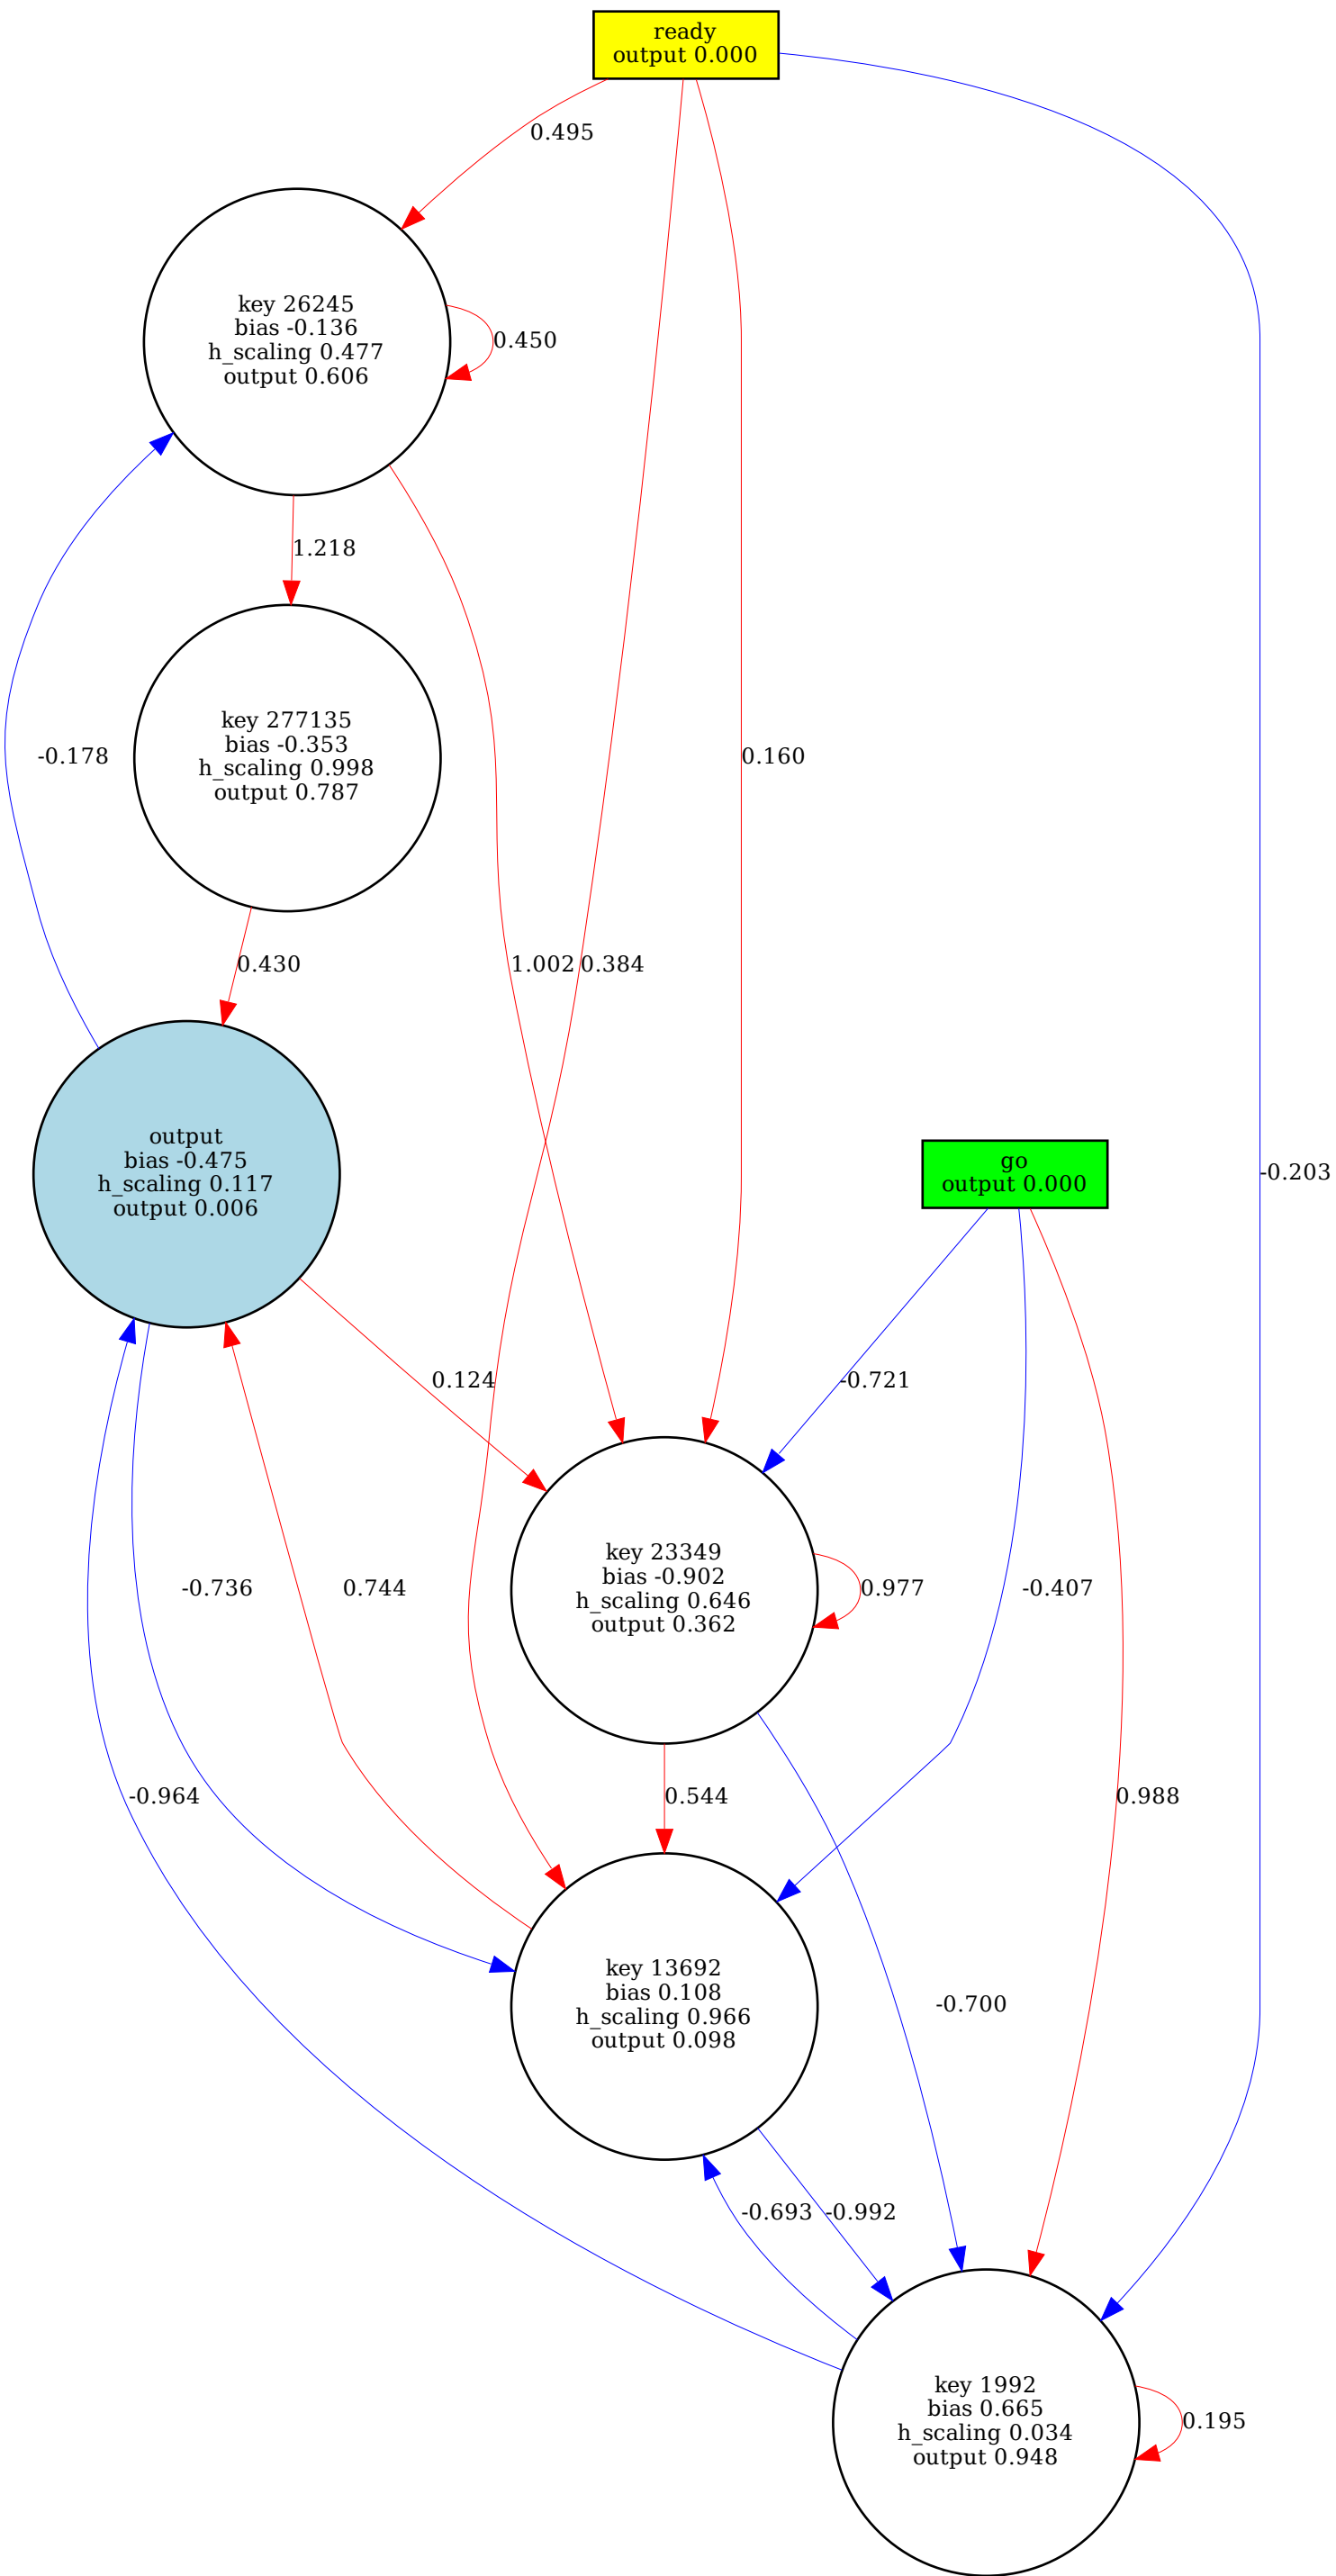 ready
output 0.000
0.495
key 26245
bias -0.136
h_scaling 0.477
output 0.606
0.450
1.218
key 277135
bias -0.353
h_scaling 0.998
output 0.787
-0.178
0.160
0.430
1.002
0.384
output
bias -0.475
h_scaling 0.117
output 0.006
go
output 0.000
-0.203
0.124
-0.721
key 23349
bias -0.902
h_scaling 0.646
output 0.362
-0.736
0.744
0.977
-0.407
-0.964
0.544
0.988
key 13692
bias 0.108
h_scaling 0.966
output 0.098
-0.700
-0.693
-0.992
key 1992
bias 0.665
h_scaling 0.034
output 0.948
0.195